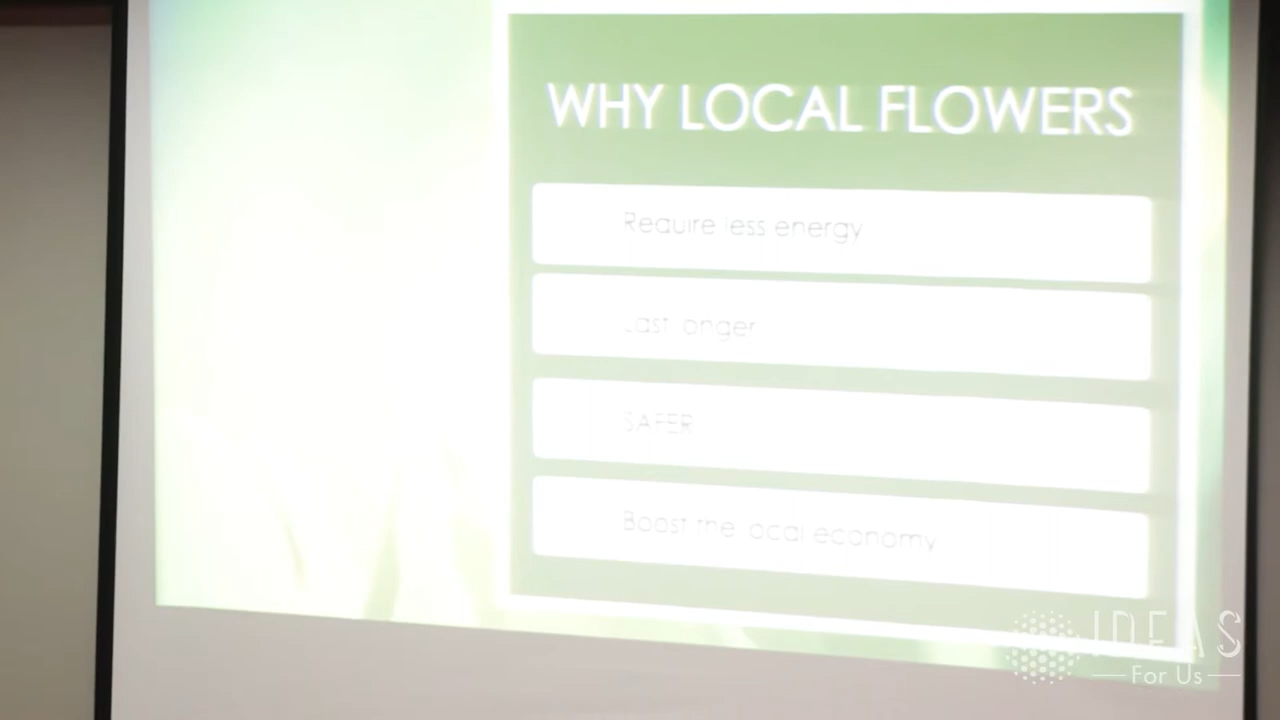 WHY LOCAL FLOWERS
Require less energy
Last longer
SAFER
Boost the local economy
IDEAS
For Us